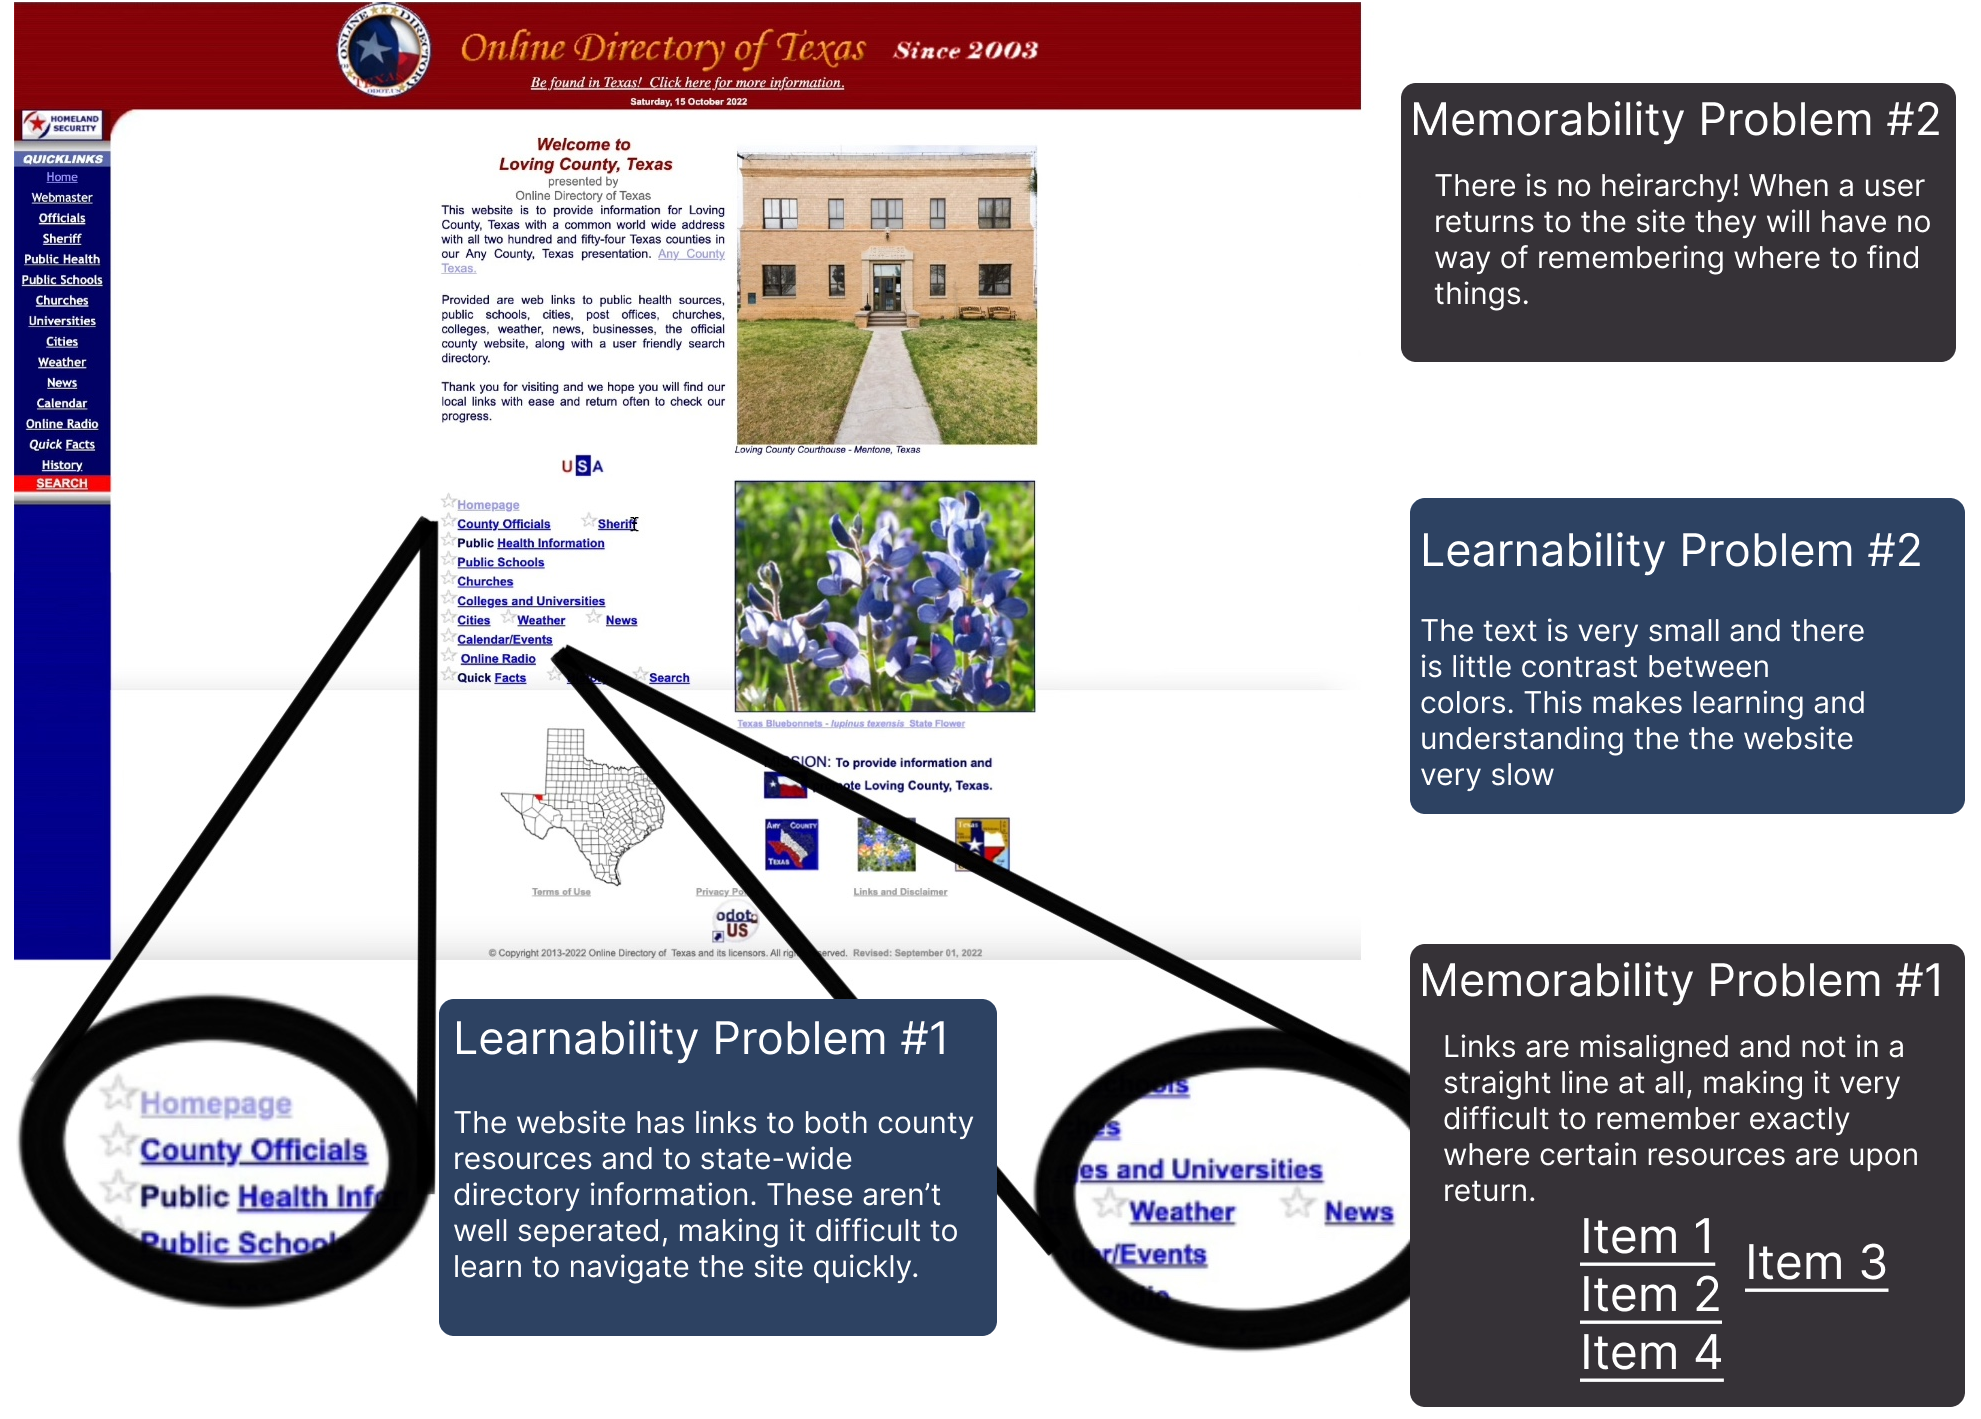 Online Directory of Texas Since 2003
Be found in Texas! Click here for more information.
Saturday, 15 October 2022
HOMELAND
SECURITY
QUICKLINKS
Home
Webmaster
Officials
Sheriff
Public Health
Public Schools
Churches
Universities
Cities
Weather
News
Calendar
Online Radio
Quick Facts
History
SEARCH
Welcome to
Loving County, Texas
presented by
Online Directory of Texas
This website is to provide information for Loving
County, Texas with a common world wide address
with all two hundred and fifty-four Texas counties in
our Any County, Texas presentation. Any County
Texas.
Provided are web links to public health sources,
public schools, cities, post offices, churches,
colleges, weather, news, businesses, the official
county website, along with a user friendly search
directory.
Thank you for visiting and we hope you will find our
local links with ease and return often to check our
progress.
USA
Loving County Courthouse - Mentone, Texas
Homepage
County Officials Sheriff
Public Health Information
Public Schools
Churches
Colleges and Universities
Cities Weather News
Calendar/Events
Online Radio
Quick Facts Search
Texas Bluebonnets - lupinus texensis State Flower
SION: To provide information and
ote Loving County, Texas.
ANY COUNTY
TEXAS
Texas
Terms of Use Privacy Po Links and Disclaimer
odot
US
© Copyright 2013-2022 Online Directory of Texas and its licensors. All rig erved. Revised: September 01, 2022
Homepage
County Officials
Public Health Inf
Public School
Learnability Problem #1
The website has links to both county
resources and to state-wide
directory information. These aren't
well seperated, making it difficult to
learn to navigate the site quickly.
ools
es
es and Universities
Weather News
ar/Events
Memorability Problem #2
There is no heirarchy! When a user
returns to the site they will have no
way of remembering where to find
things.
Learnability Problem #2
The text is very small and there
is little contrast between
colors. This makes learning and
understanding the the website
very slow
Memorability Problem #1
Links are misaligned and not in a
straight line at all, making it very
difficult to remember exactly
where certain resources are upon
return.
Item 1
Item 3
Item 2
Item 4